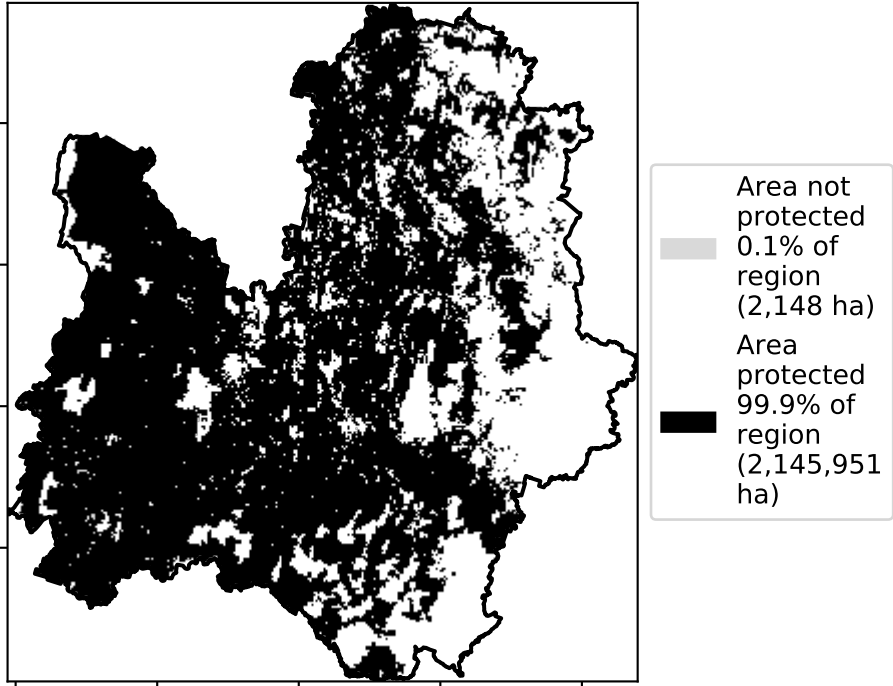 Area not
protected
0.1% of
region
(2,148 ha)
Area
protected
99.9% of
region
(2,145,951
ha)